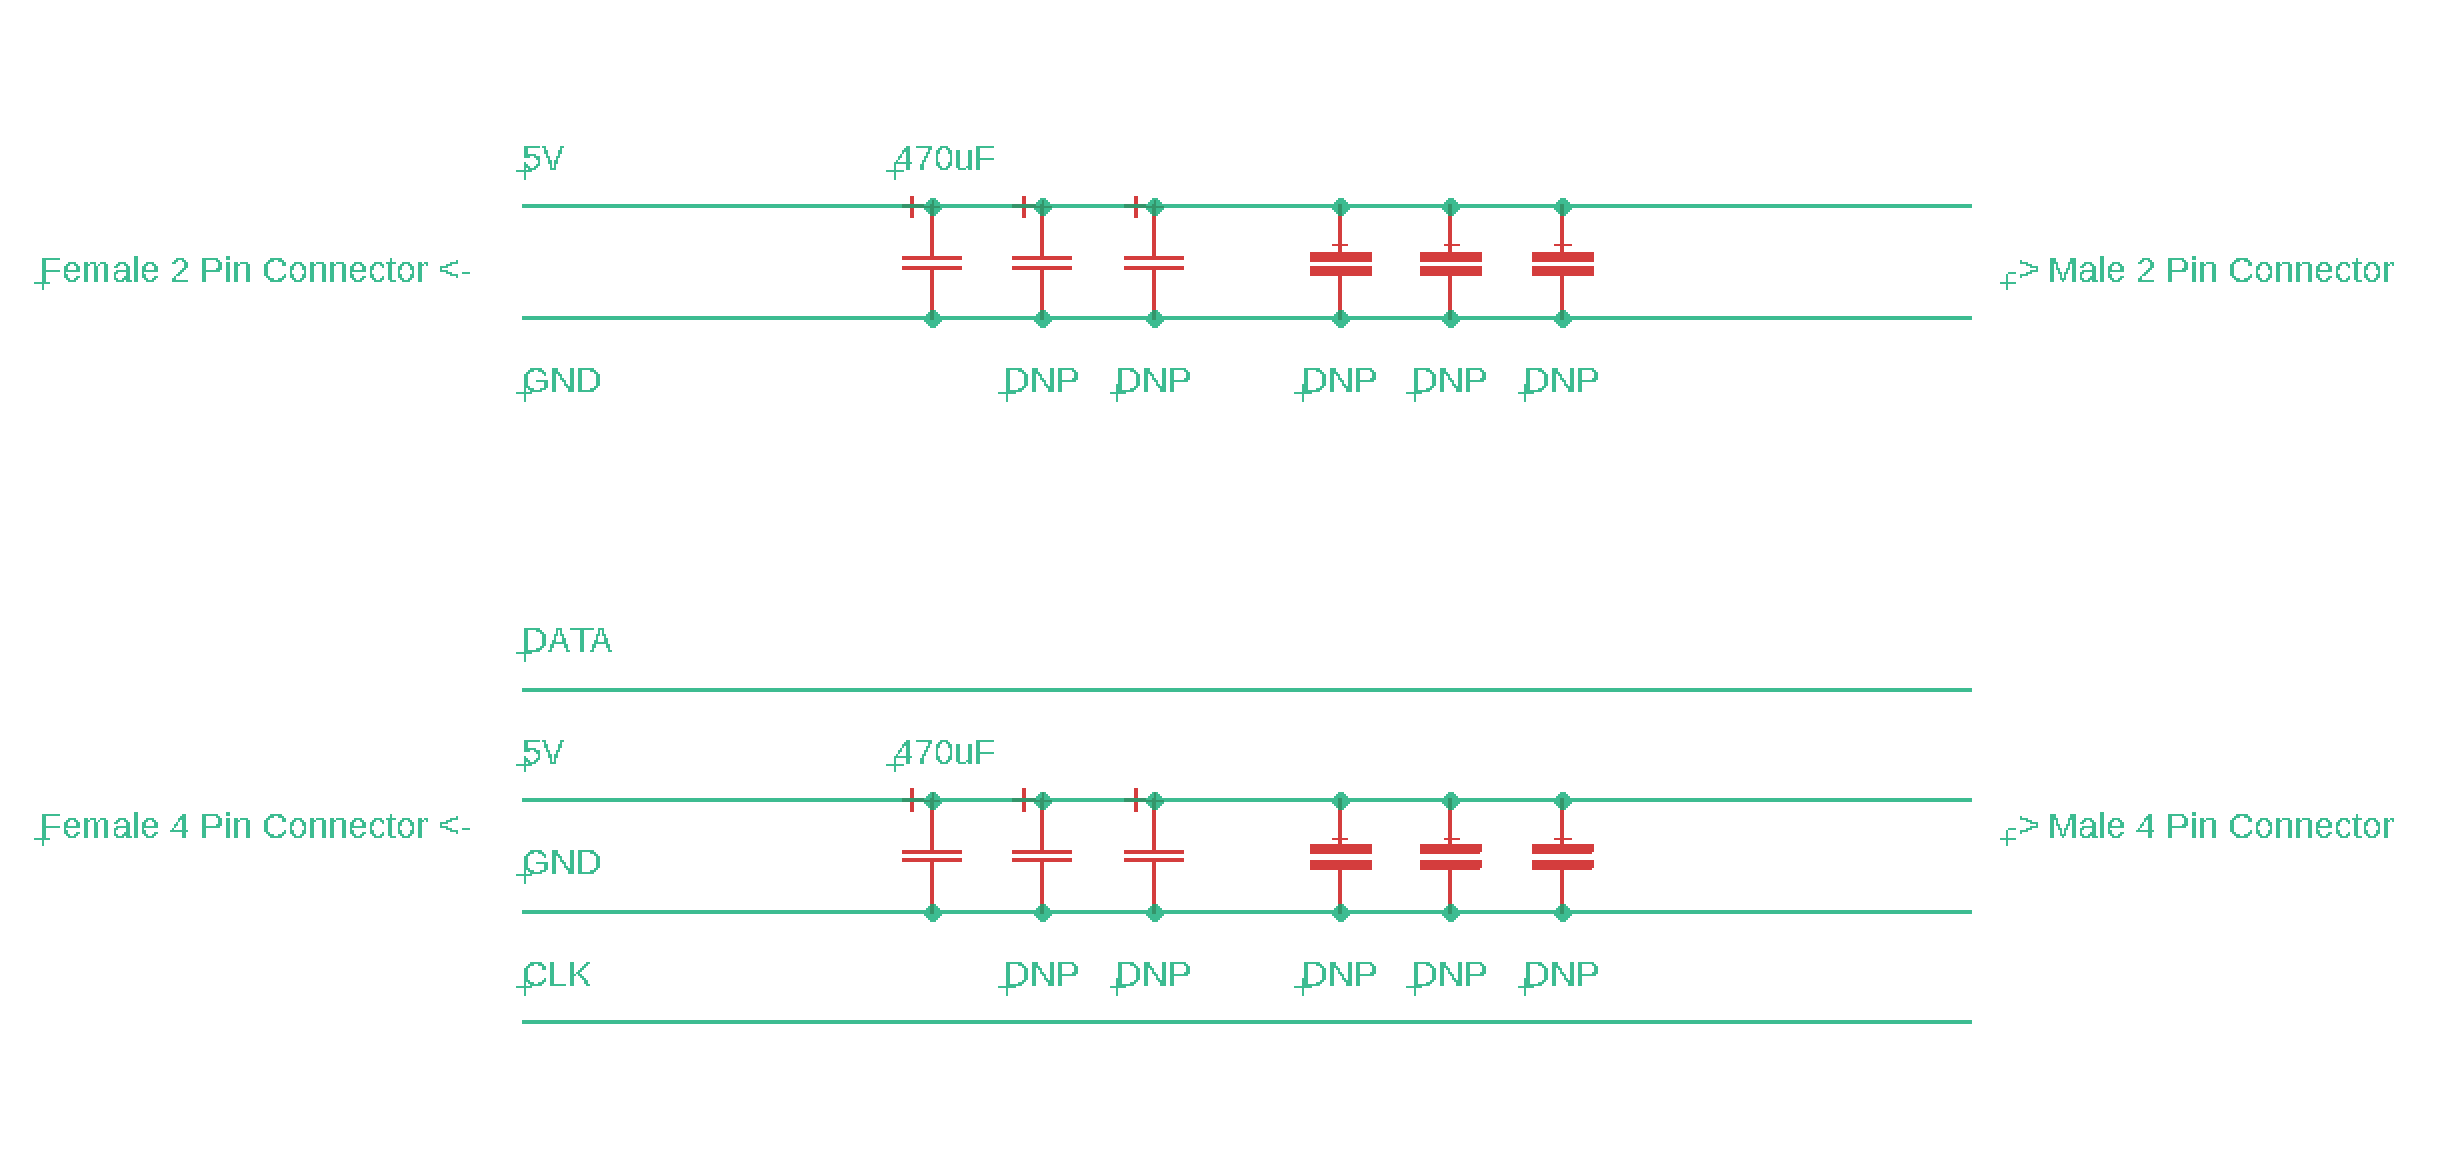 5V
470uF
Female 2 Pin Connector <-
-> Male 2 Pin Connector
GND
DNP
DNP
DNP
DNP
DNP
DATA
5V
470uF
Female 4 Pin Connector <-
-> Male 4 Pin Connector
GND
CLK
DNP
DNP
DNP
DNP
DNP